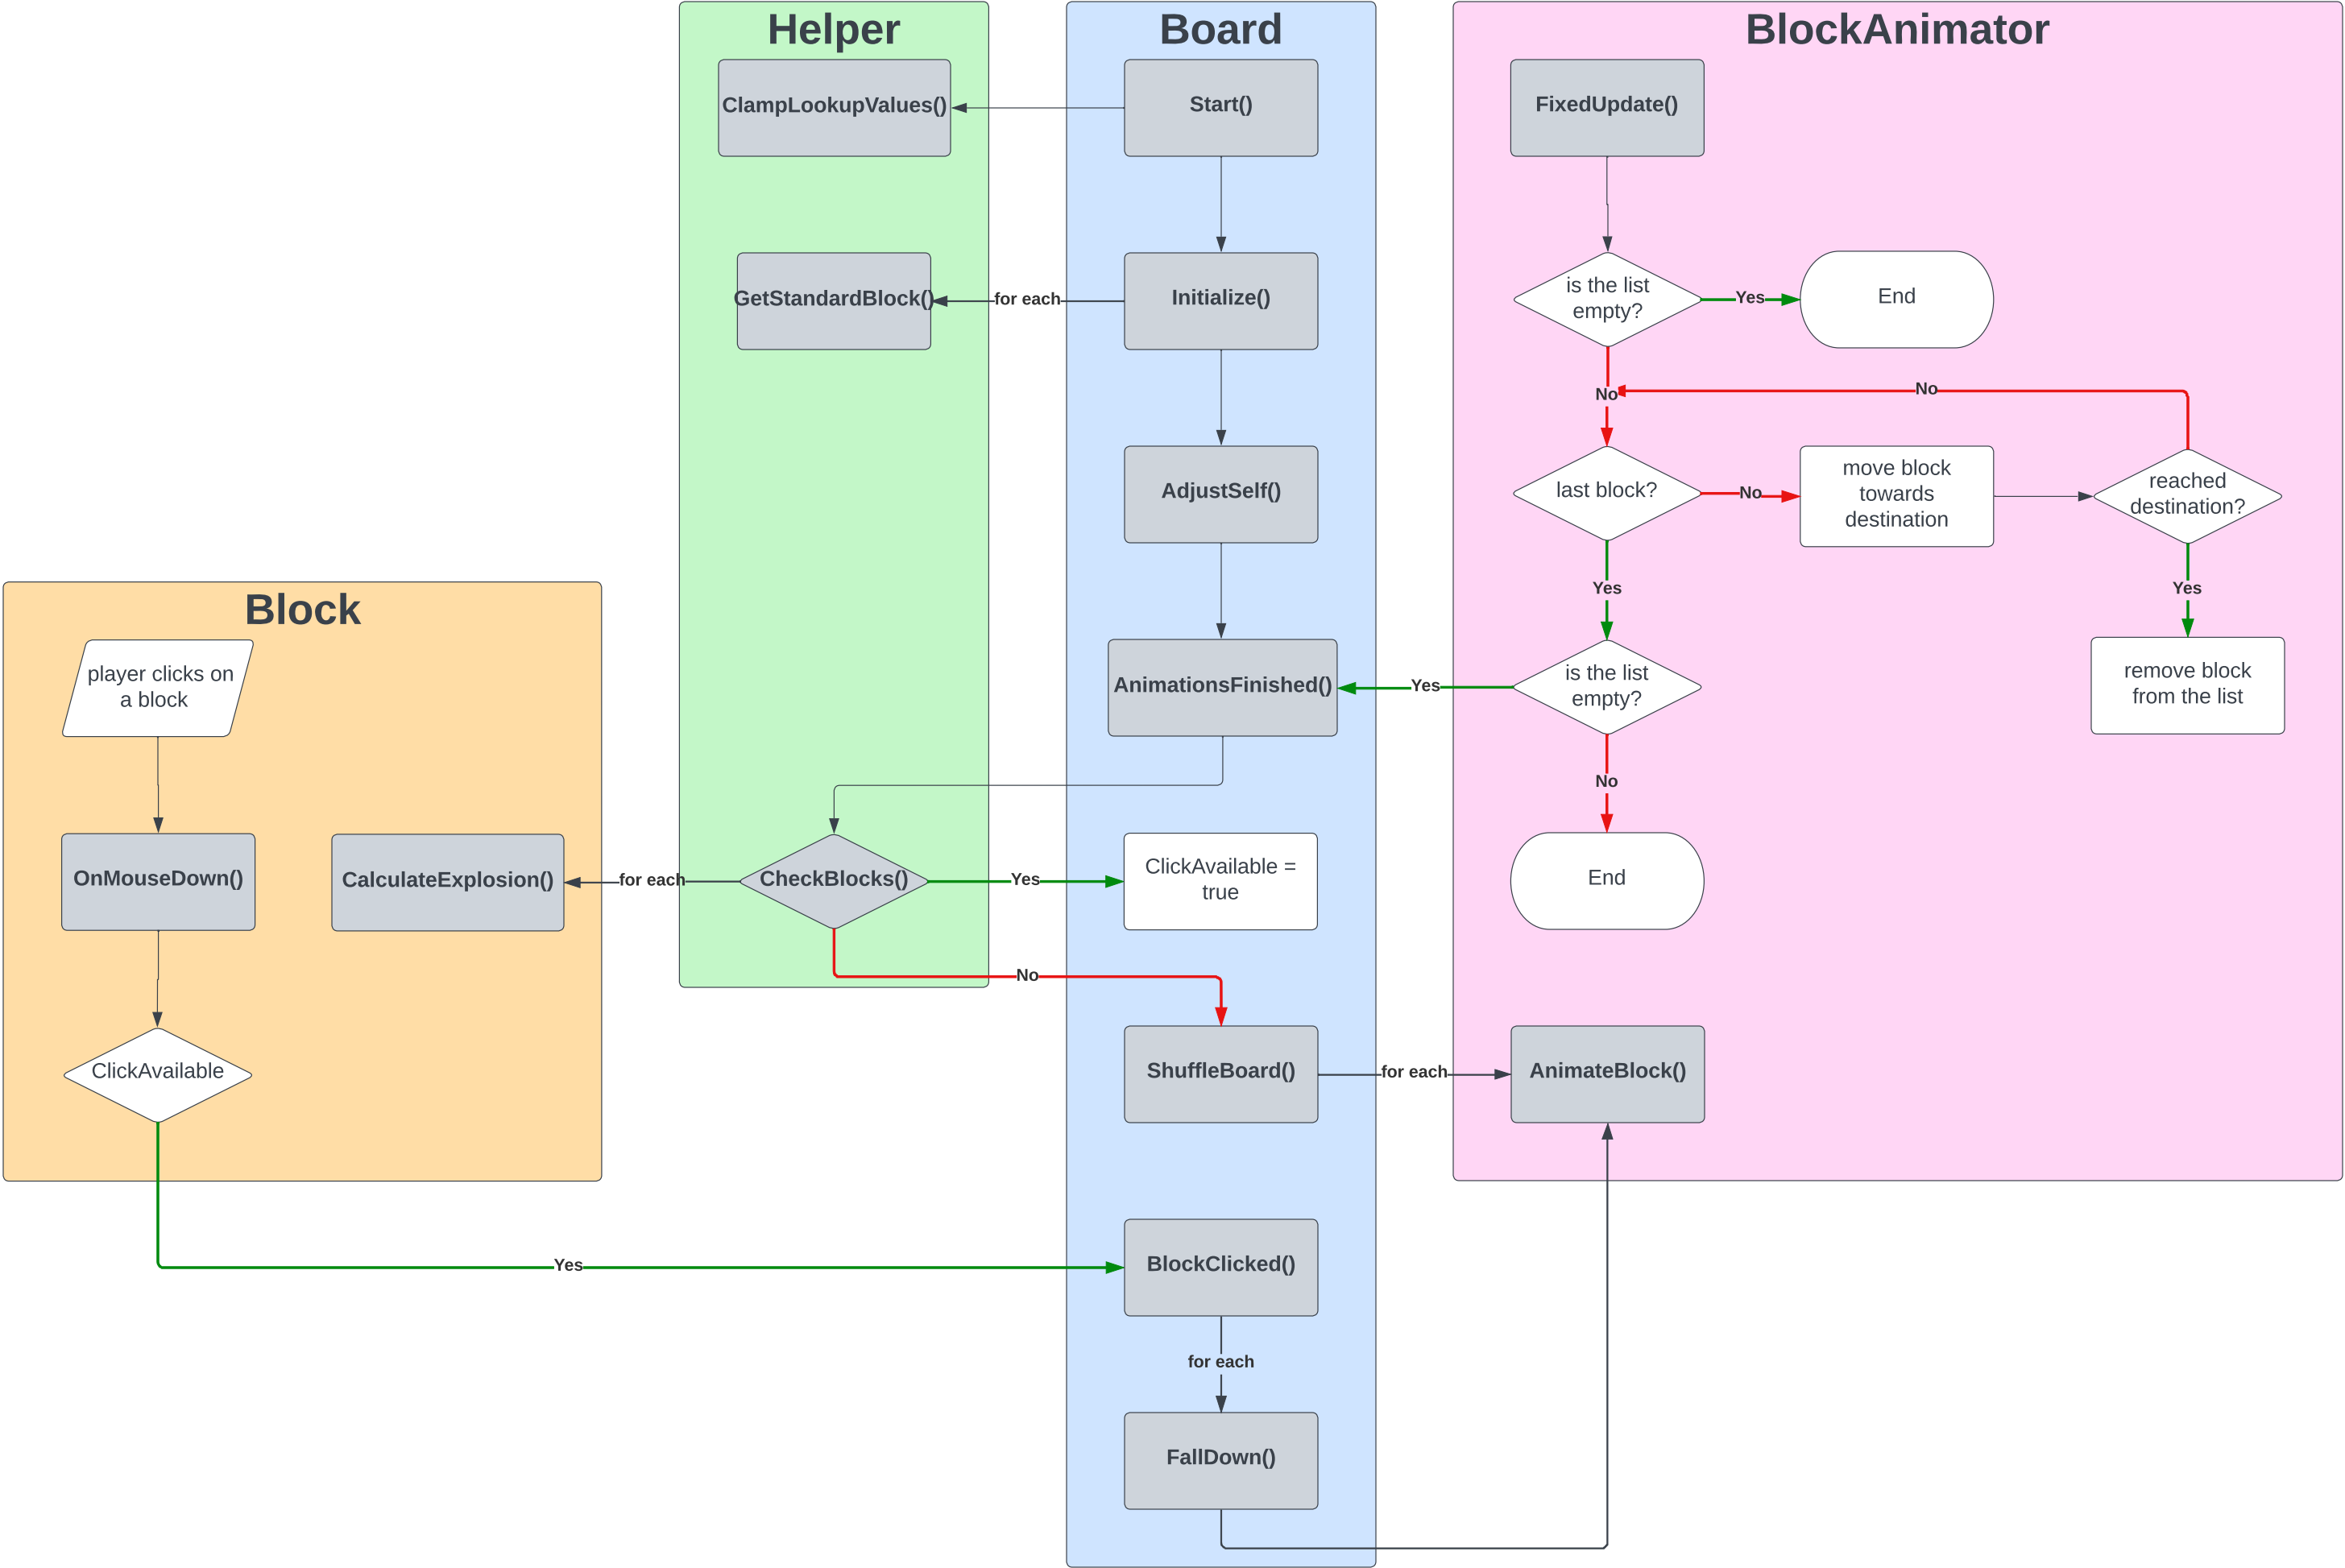 Helper
Board
BlockAnimator
ClampLookupValues()
Start()
FixedUpdate()
GetStandardBlock()
for each
Initialize()
is the list
empty?
Yes
End
No
No
AdjustSelf()
last block?
No
move block
towards
destination
reached
destination?
Yes
Yes
Block
player clicks on
a block
AnimationsFinished()
Yes
is the list
empty?
remove block
from the list
No
OnMouseDown()
CalculateExplosion()
for each
CheckBlocks()
Yes
ClickAvailable =
true
End
No
ClickAvailable
ShuffleBoard()
for each
AnimateBlock()
Yes
BlockClicked()
for each
FallDown()